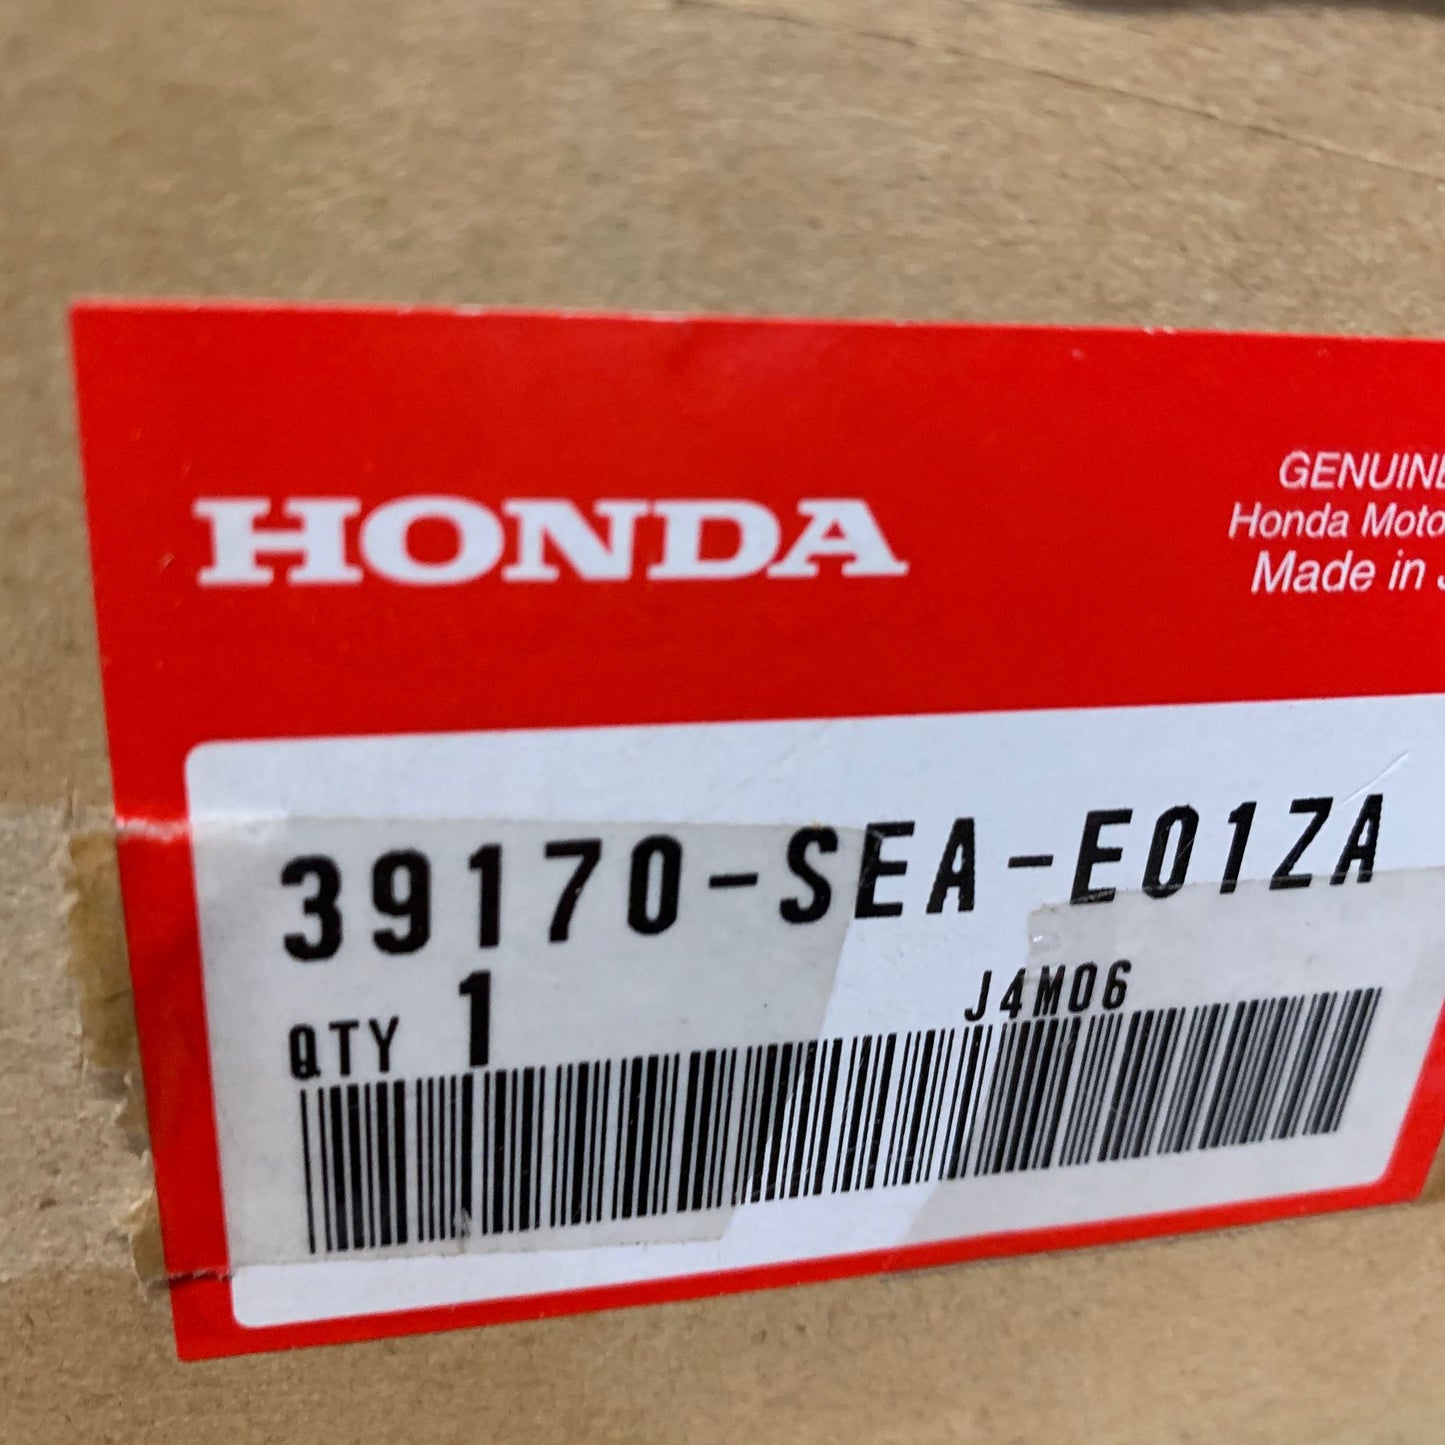 HONDA
GENUINE
Honda Moto
Made in
39170-SEA-E01ZA
QTY 1
J4M06